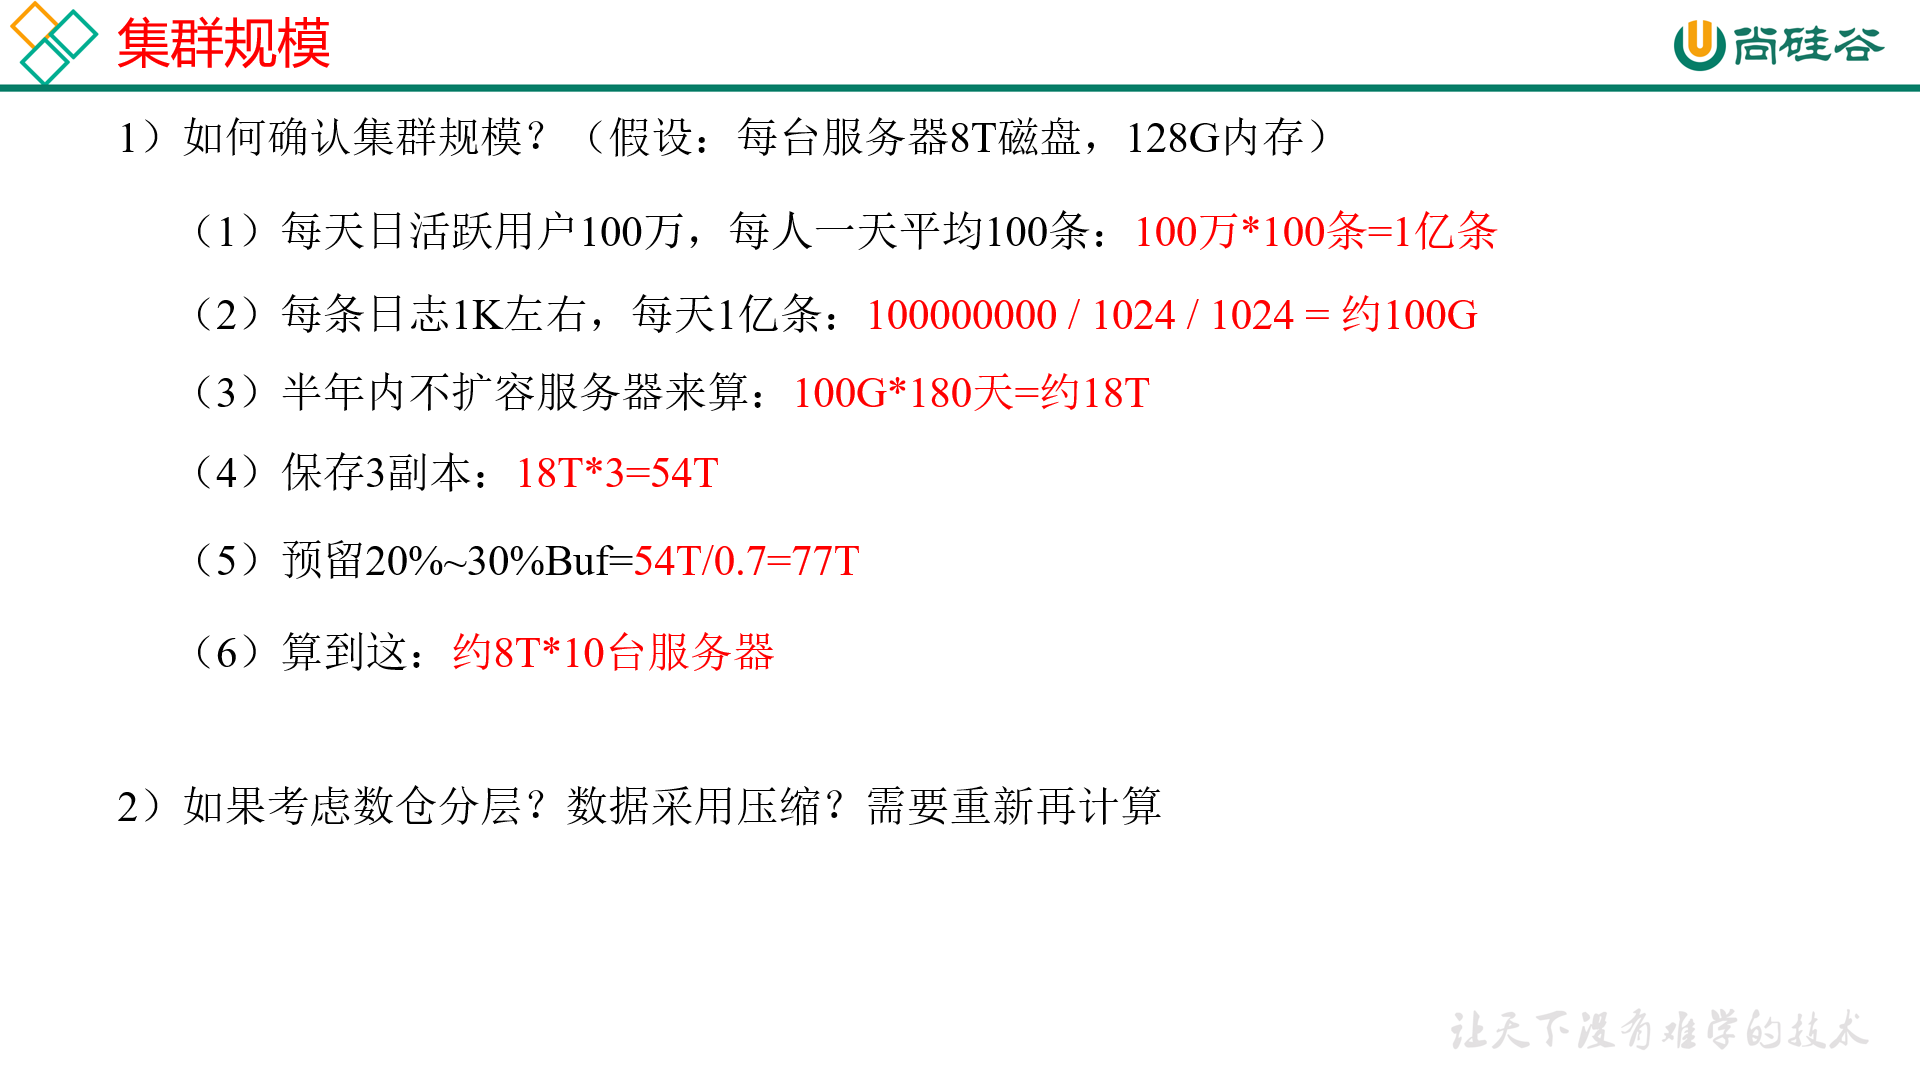 集群规模
尚硅谷
1）如何确认集群规模？（假设：每台服务器8T磁盘，128G内存）
（1）每天日活跃用户100万，每人一天平均100条：100万*100条=1亿条
（2）每条日志1K左右，每天1亿条：100000000 / 1024 / 1024 = 约100G
（3）半年内不扩容服务器来算：100G*180天=约18T
（4）保存3副本：18T*3=54T
（5）预留20%~30%Buf=54T/0.7=77T
（6）算到这：约8T*10台服务器
2）如果考虑数仓分层？数据采用压缩？需要重新再计算
让天下没有难学的技术